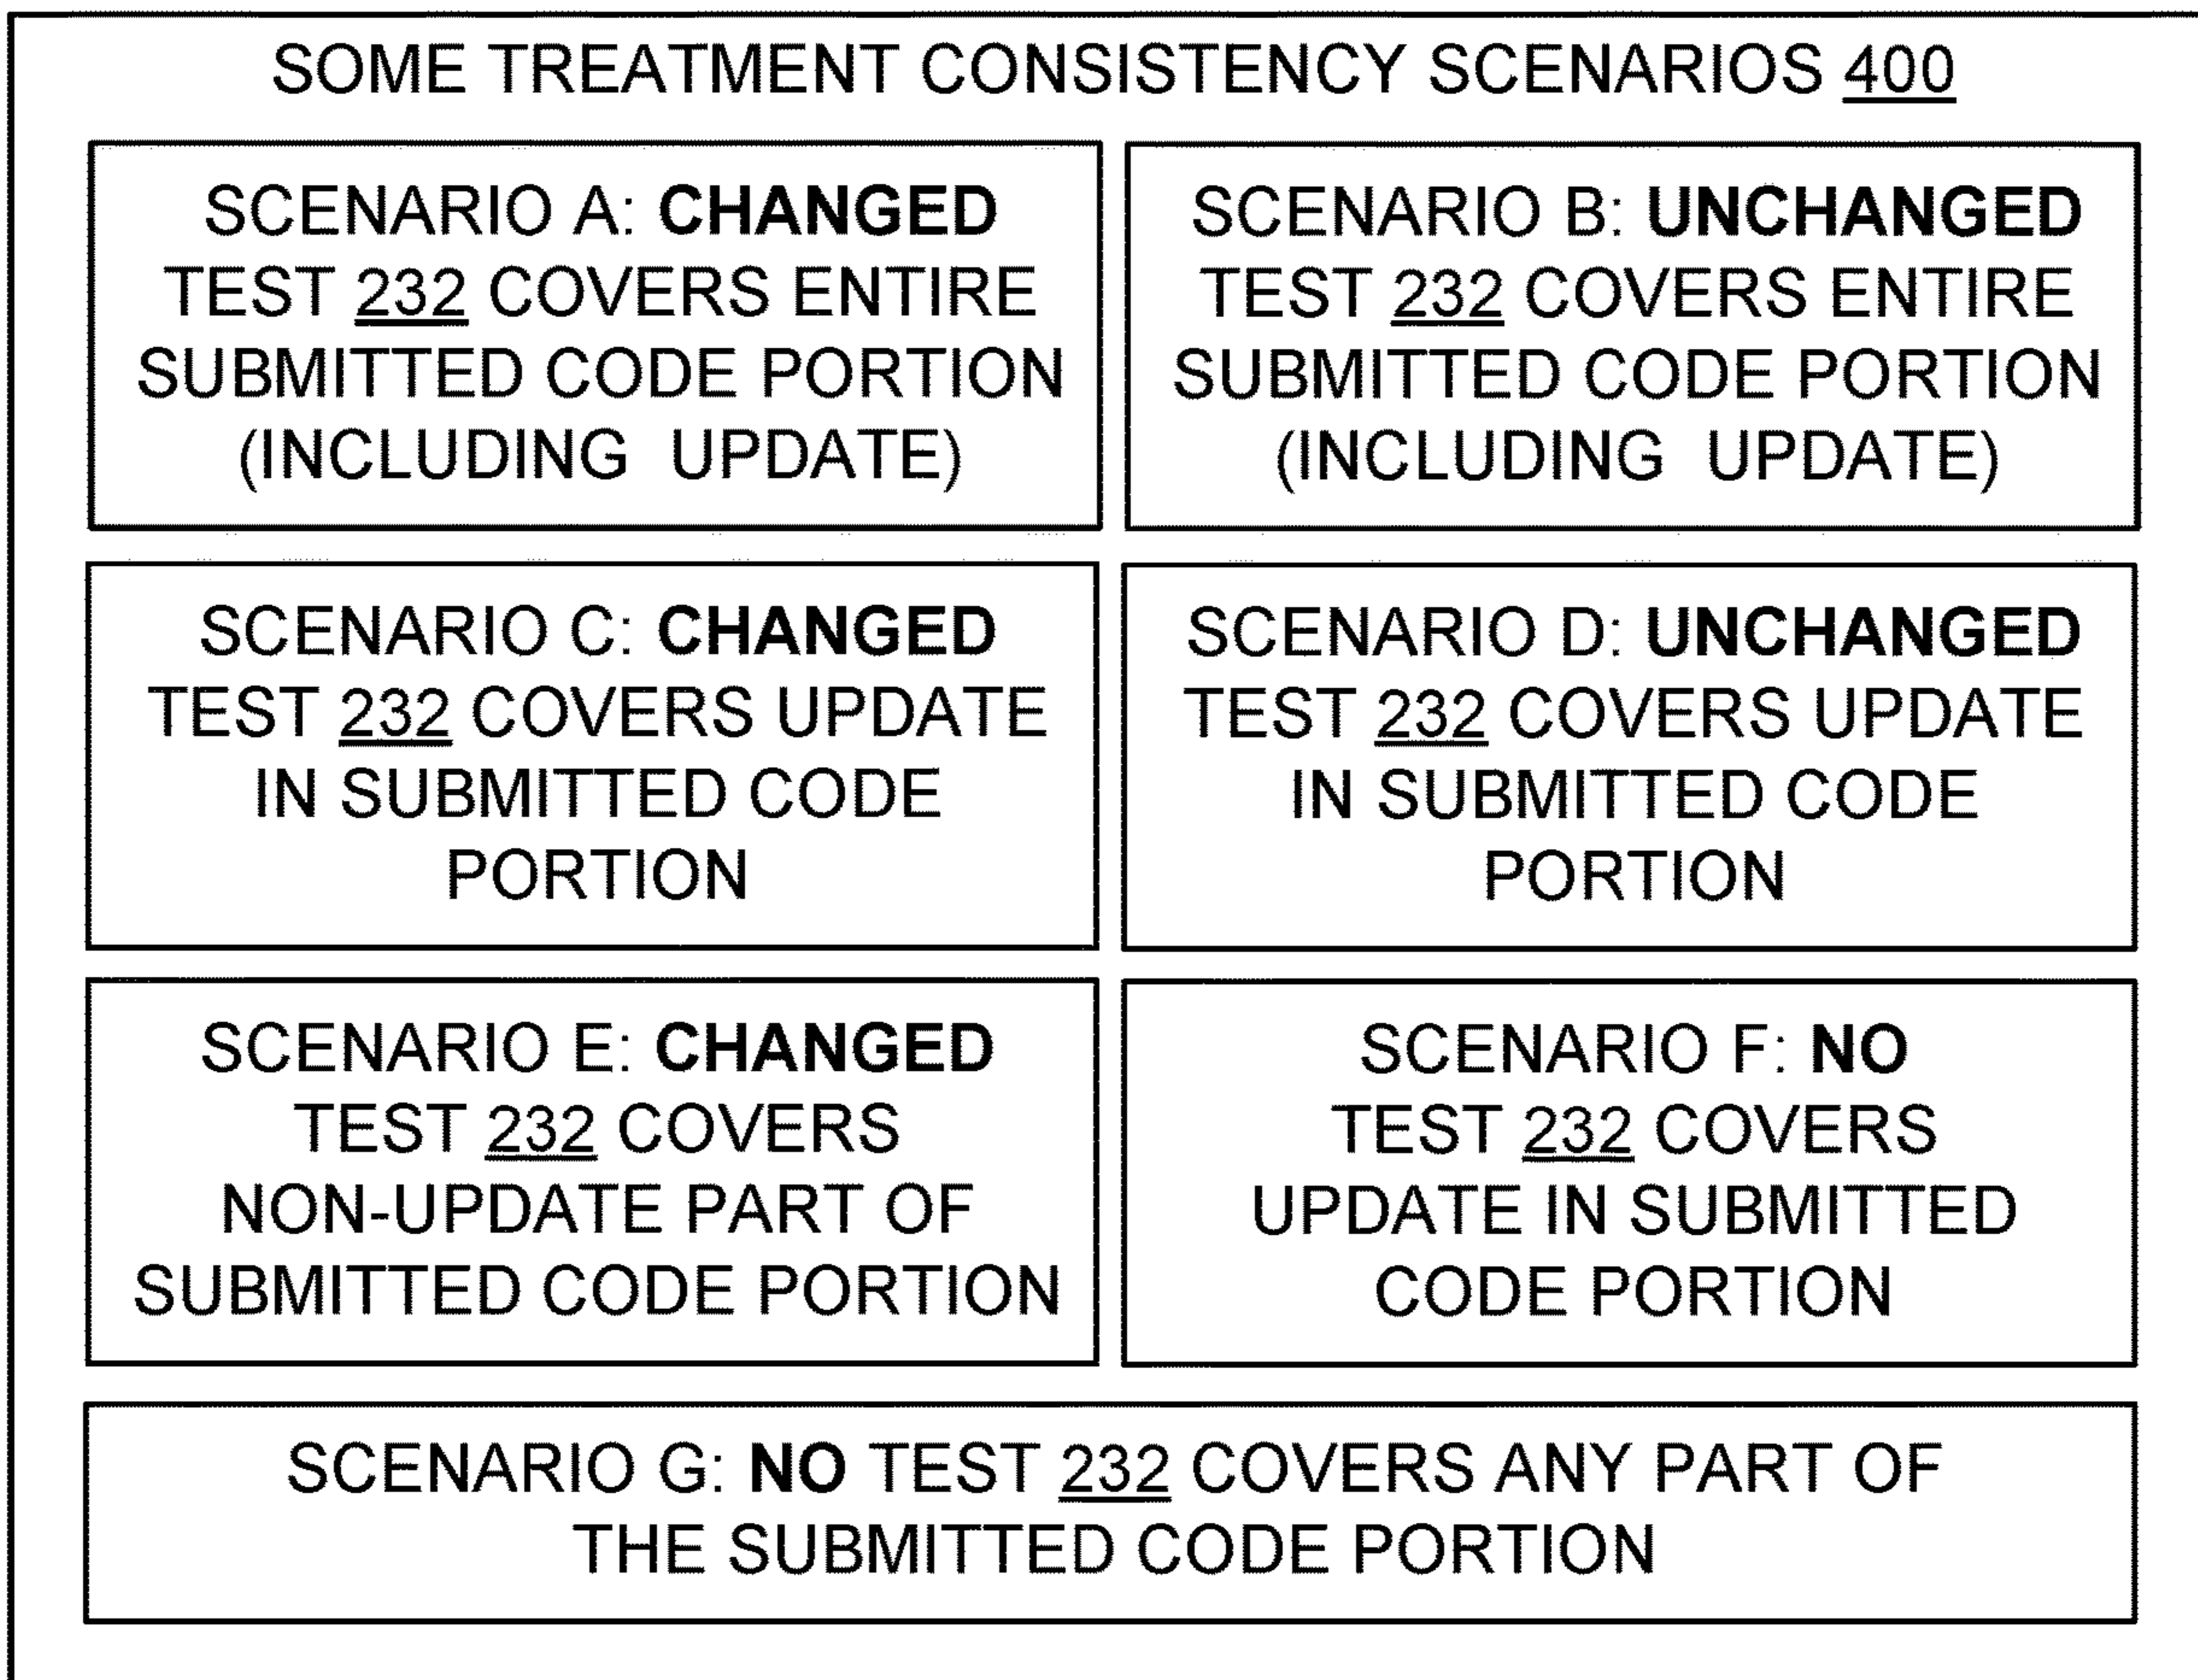 SOME TREATMENT CONSISTENCY SCENARIOS 400
SCENARIO A: CHANGED
TEST 232 COVERS ENTIRE
SUBMITTED CODE PORTION
(INCLUDING UPDATE)
SCENARIO B: UNCHANGED
TEST 232 COVERS ENTIRE
SUBMITTED CODE PORTION
(INCLUDING UPDATE)
SCENARIO C: CHANGED
TEST 232 COVERS UPDATE
IN SUBMITTED CODE
PORTION
SCENARIO D: UNCHANGED
TEST 232 COVERS UPDATE
IN SUBMITTED CODE
PORTION
SCENARIO E: CHANGED
TEST 232 COVERS
NON-UPDATE PART OF
SUBMITTED CODE PORTION
SCENARIO F: NO
TEST 232 COVERS
UPDATE IN SUBMITTED
CODE PORTION
SCENARIO G: NO TEST 232 COVERS ANY PART OF
THE SUBMITTED CODE PORTION